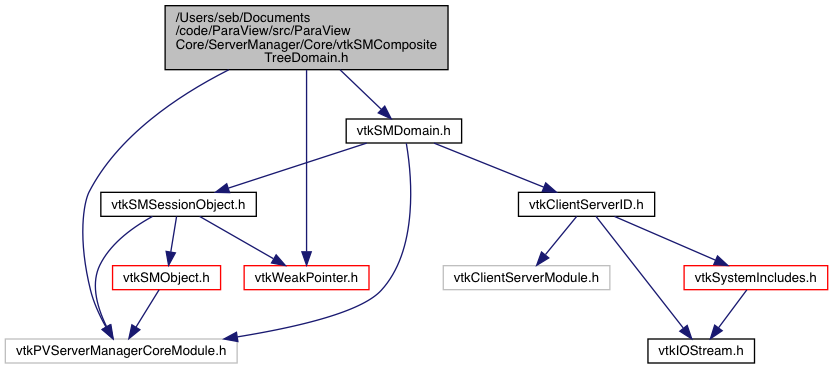 /Users/seb/Documents
/code/ParaView/src/ParaView
Core/ServerManager/Core/vtkSMComposite
TreeDomain.h
vtkSMDomain.h
vtkSMSessionObject.h
vtkClientServerID.h
vtkSMObject.h
vtkWeakPointer.h
vtkClientServerModule.h
vtkSystemIncludes.h
vtkPVServerManagerCoreModule.h
vtkIOStream.h